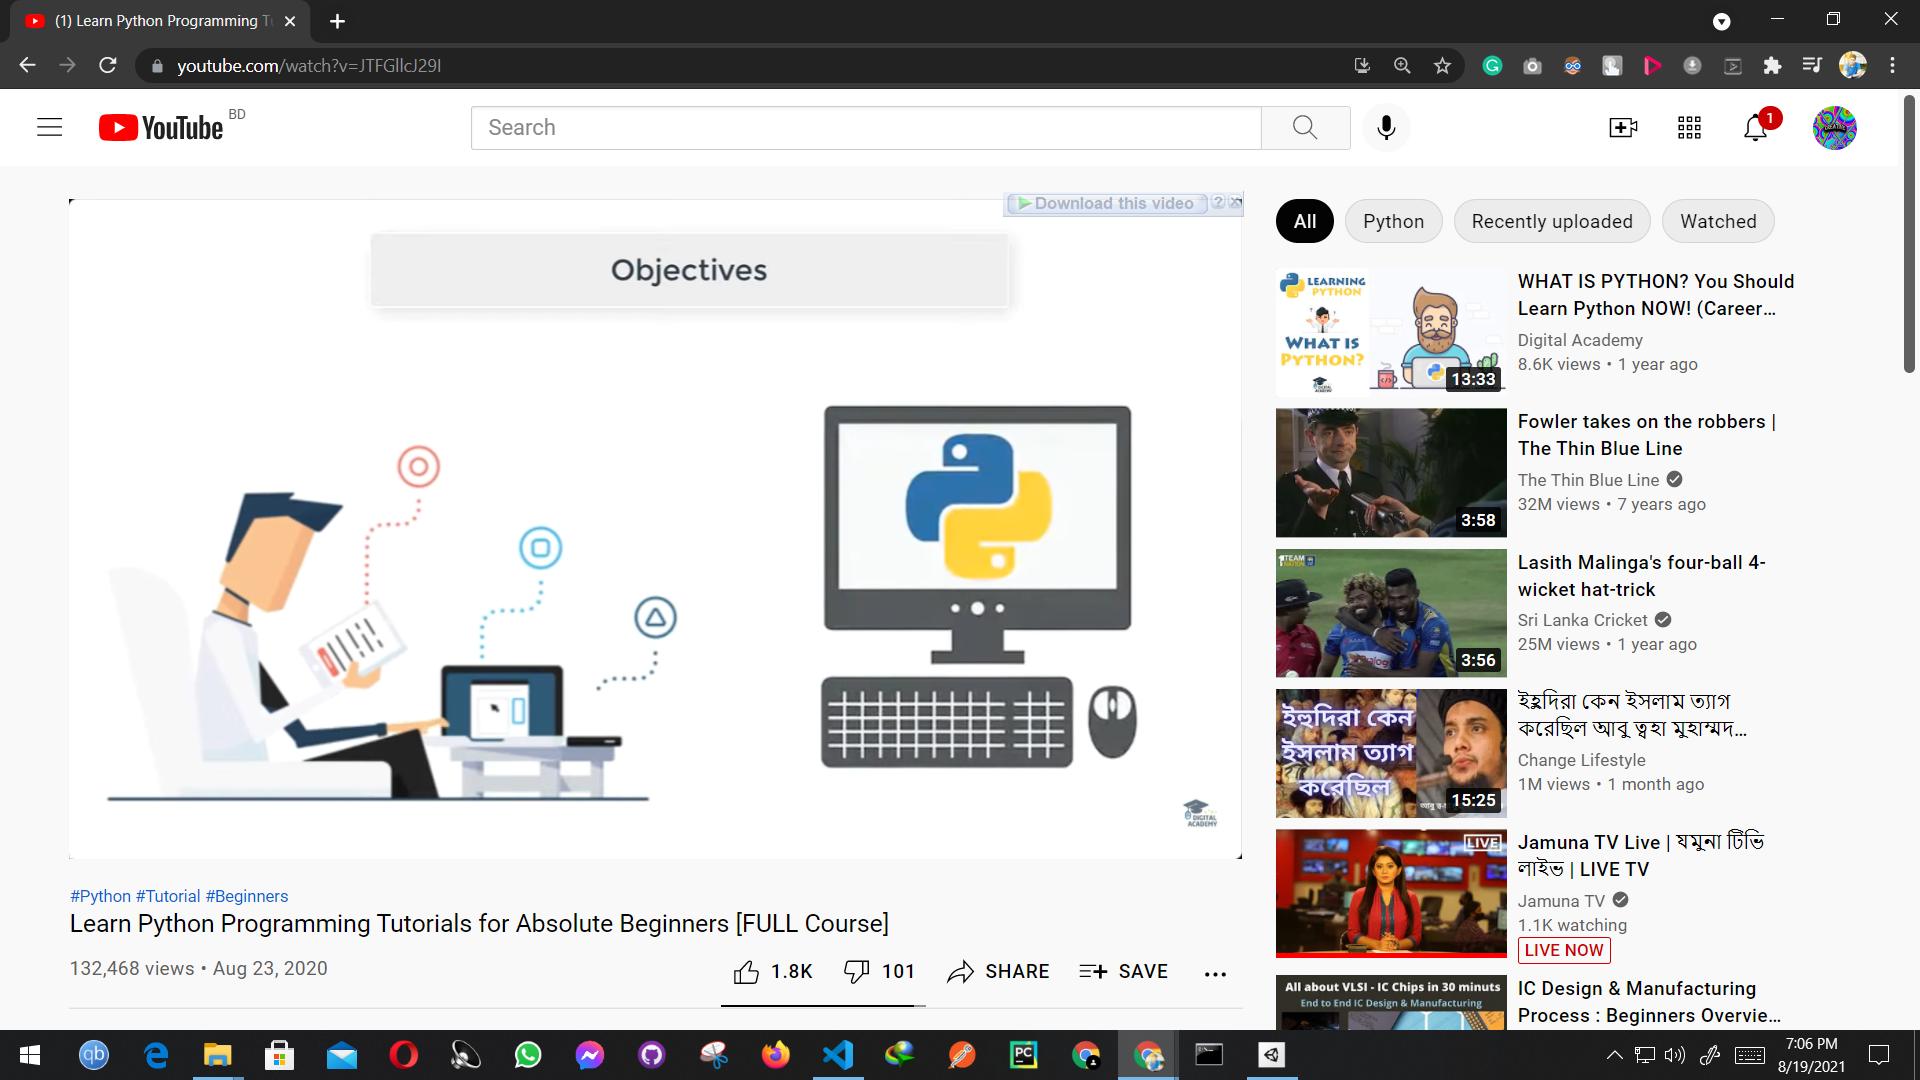 (1) Learn Python Programming Tu
youtube.com/watch?v=JTFGllcJ29I
YouTube BD
Search
1
Download this video
Objectives
DIGITAL
ACADEMY
#Python #Tutorial #Beginners
Learn Python Programming Tutorials for Absolute Beginners [FULL Course]
132,468 views • Aug 23, 2020
1.8K 101 SHARE SAVE
All Python Recently uploaded Watched
LEARNING
PYTHON
WHAT IS
PYTHON?
13:33
WHAT IS PYTHON? You Should
Learn Python NOW! (Career...
Digital Academy
8.6K views • 1 year ago
3:58
Fowler takes on the robbers |
The Thin Blue Line
The Thin Blue Line
32M views • 7 years ago
3:56
Lasith Malinga's four-ball 4-
wicket hat-trick
Sri Lanka Cricket
25M views • 1 year ago
ইহুদিরা কেন
ইসলাম ত্যাগ
করেছিল
15:25
ইহুদিরা কেন ইসলাম ত্যাগ
করেছিল আবু ত্বহা মুহাম্মদ...
Change Lifestyle
1M views • 1 month ago
LIVE
Jamuna TV Live | যমুনা টিভি
লাইভ | LIVE TV
Jamuna TV
1.1K watching
LIVE NOW
All about VLSI - IC Chips in 30 minuts
End to End IC Design & Manufacturing
IC Design & Manufacturing
Process : Beginners Overvie...
qb
PC
7:06 PM
8/19/2021